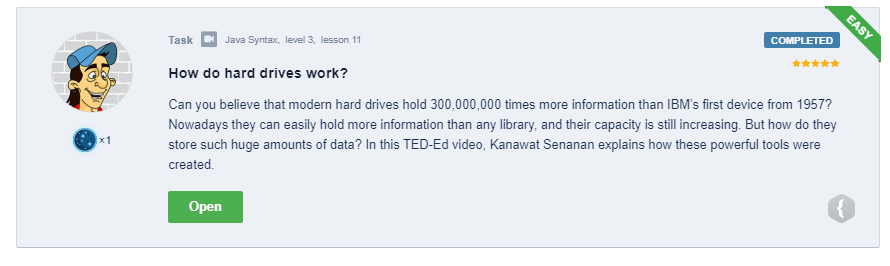 Task Java Syntax, level 3, lesson 11
COMPLETED
EASY
How do hard drives work?
Can you believe that modern hard drives hold 300,000,000 times more information than IBM's first device from 1957?
Nowadays they can easily hold more information than any library, and their capacity is still increasing. But how do they
store such huge amounts of data? In this TED-Ed video, Kanawat Senanan explains how these powerful tools were
created.
×1
Open